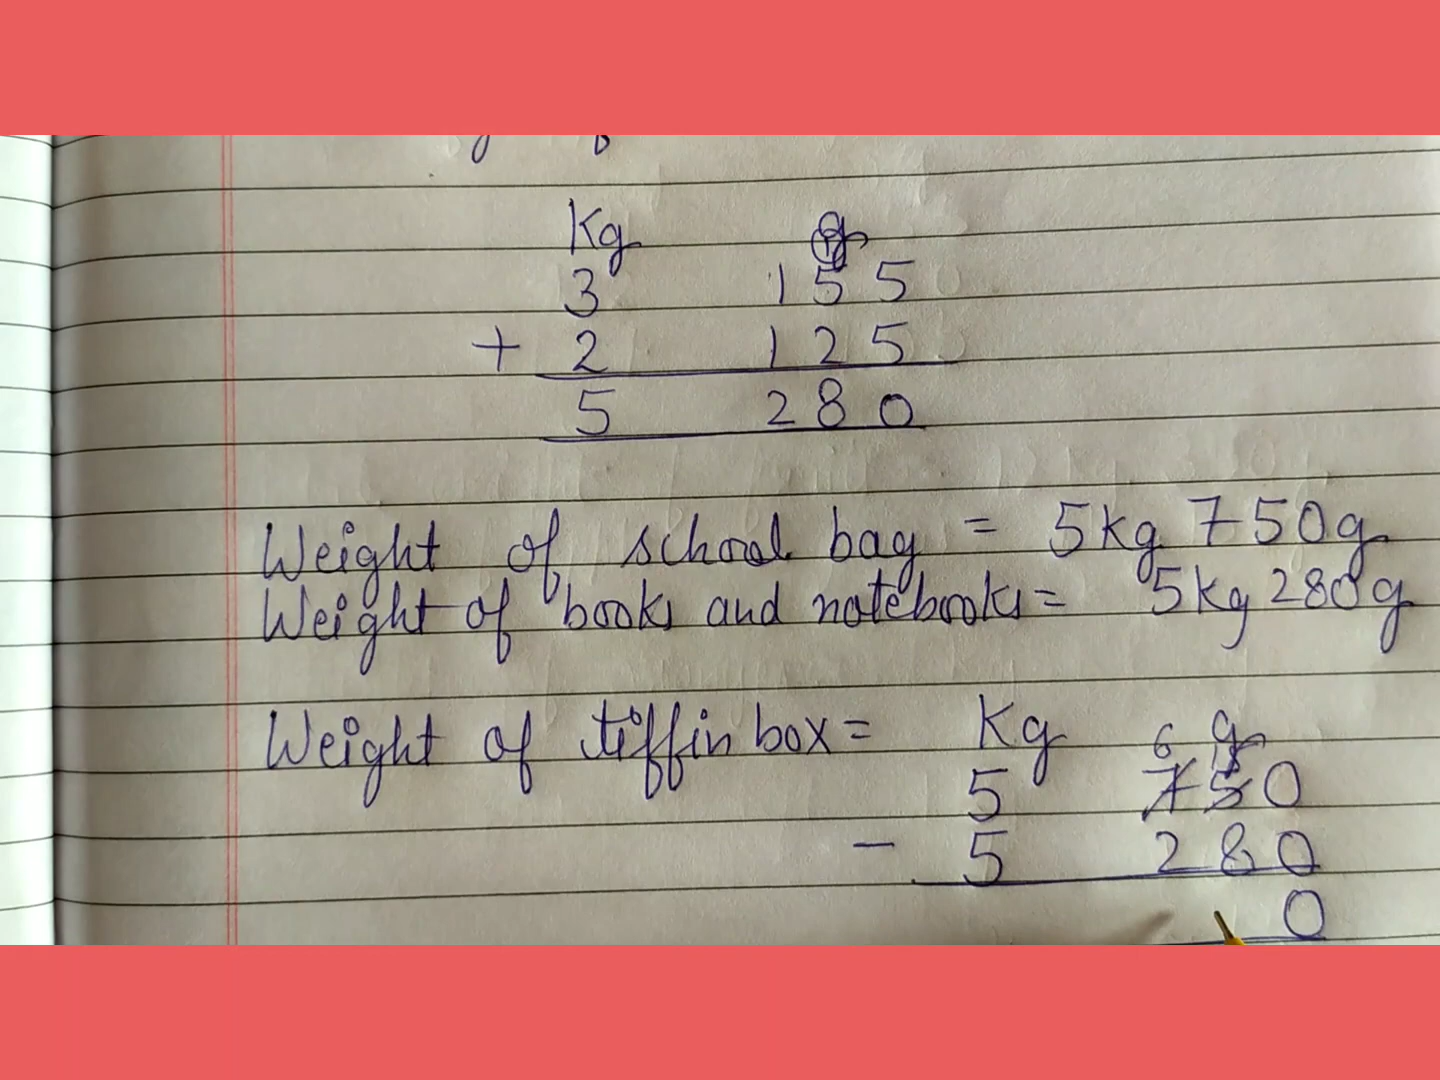 Kg g
3 155
+ 2 125
5 280
Weight of school bag = 5kg 750g
Weight of books and notebooks = 5kg 280g
Weight of tiffin box = Kg g
6
5 750
- 5 280
0